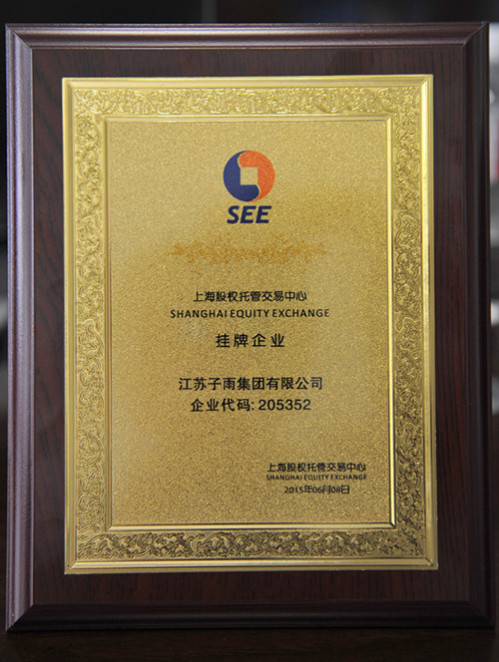 SEE
上海股权托管交易中心
SHANGHAI EQUITY EXCHANGE
挂牌企业
江苏子雨集团有限公司
企业代码: 205352
上海股权托管交易中心
SHANGHAI EQUITY EXCHANGE
2015年06月08日